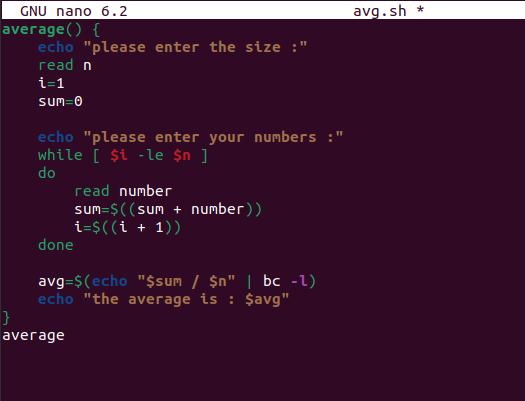 GNU nano 6.2 avg.sh *
average() {
    echo "please enter the size :"
    read n
    i=1
    sum=0

    echo "please enter your numbers :"
    while [ $i -le $n ]
    do
        read number
        sum=$((sum + number))
        i=$((i + 1))
    done

    avg=$(echo "$sum / $n" | bc -l)
    echo "the average is : $avg"
}
average